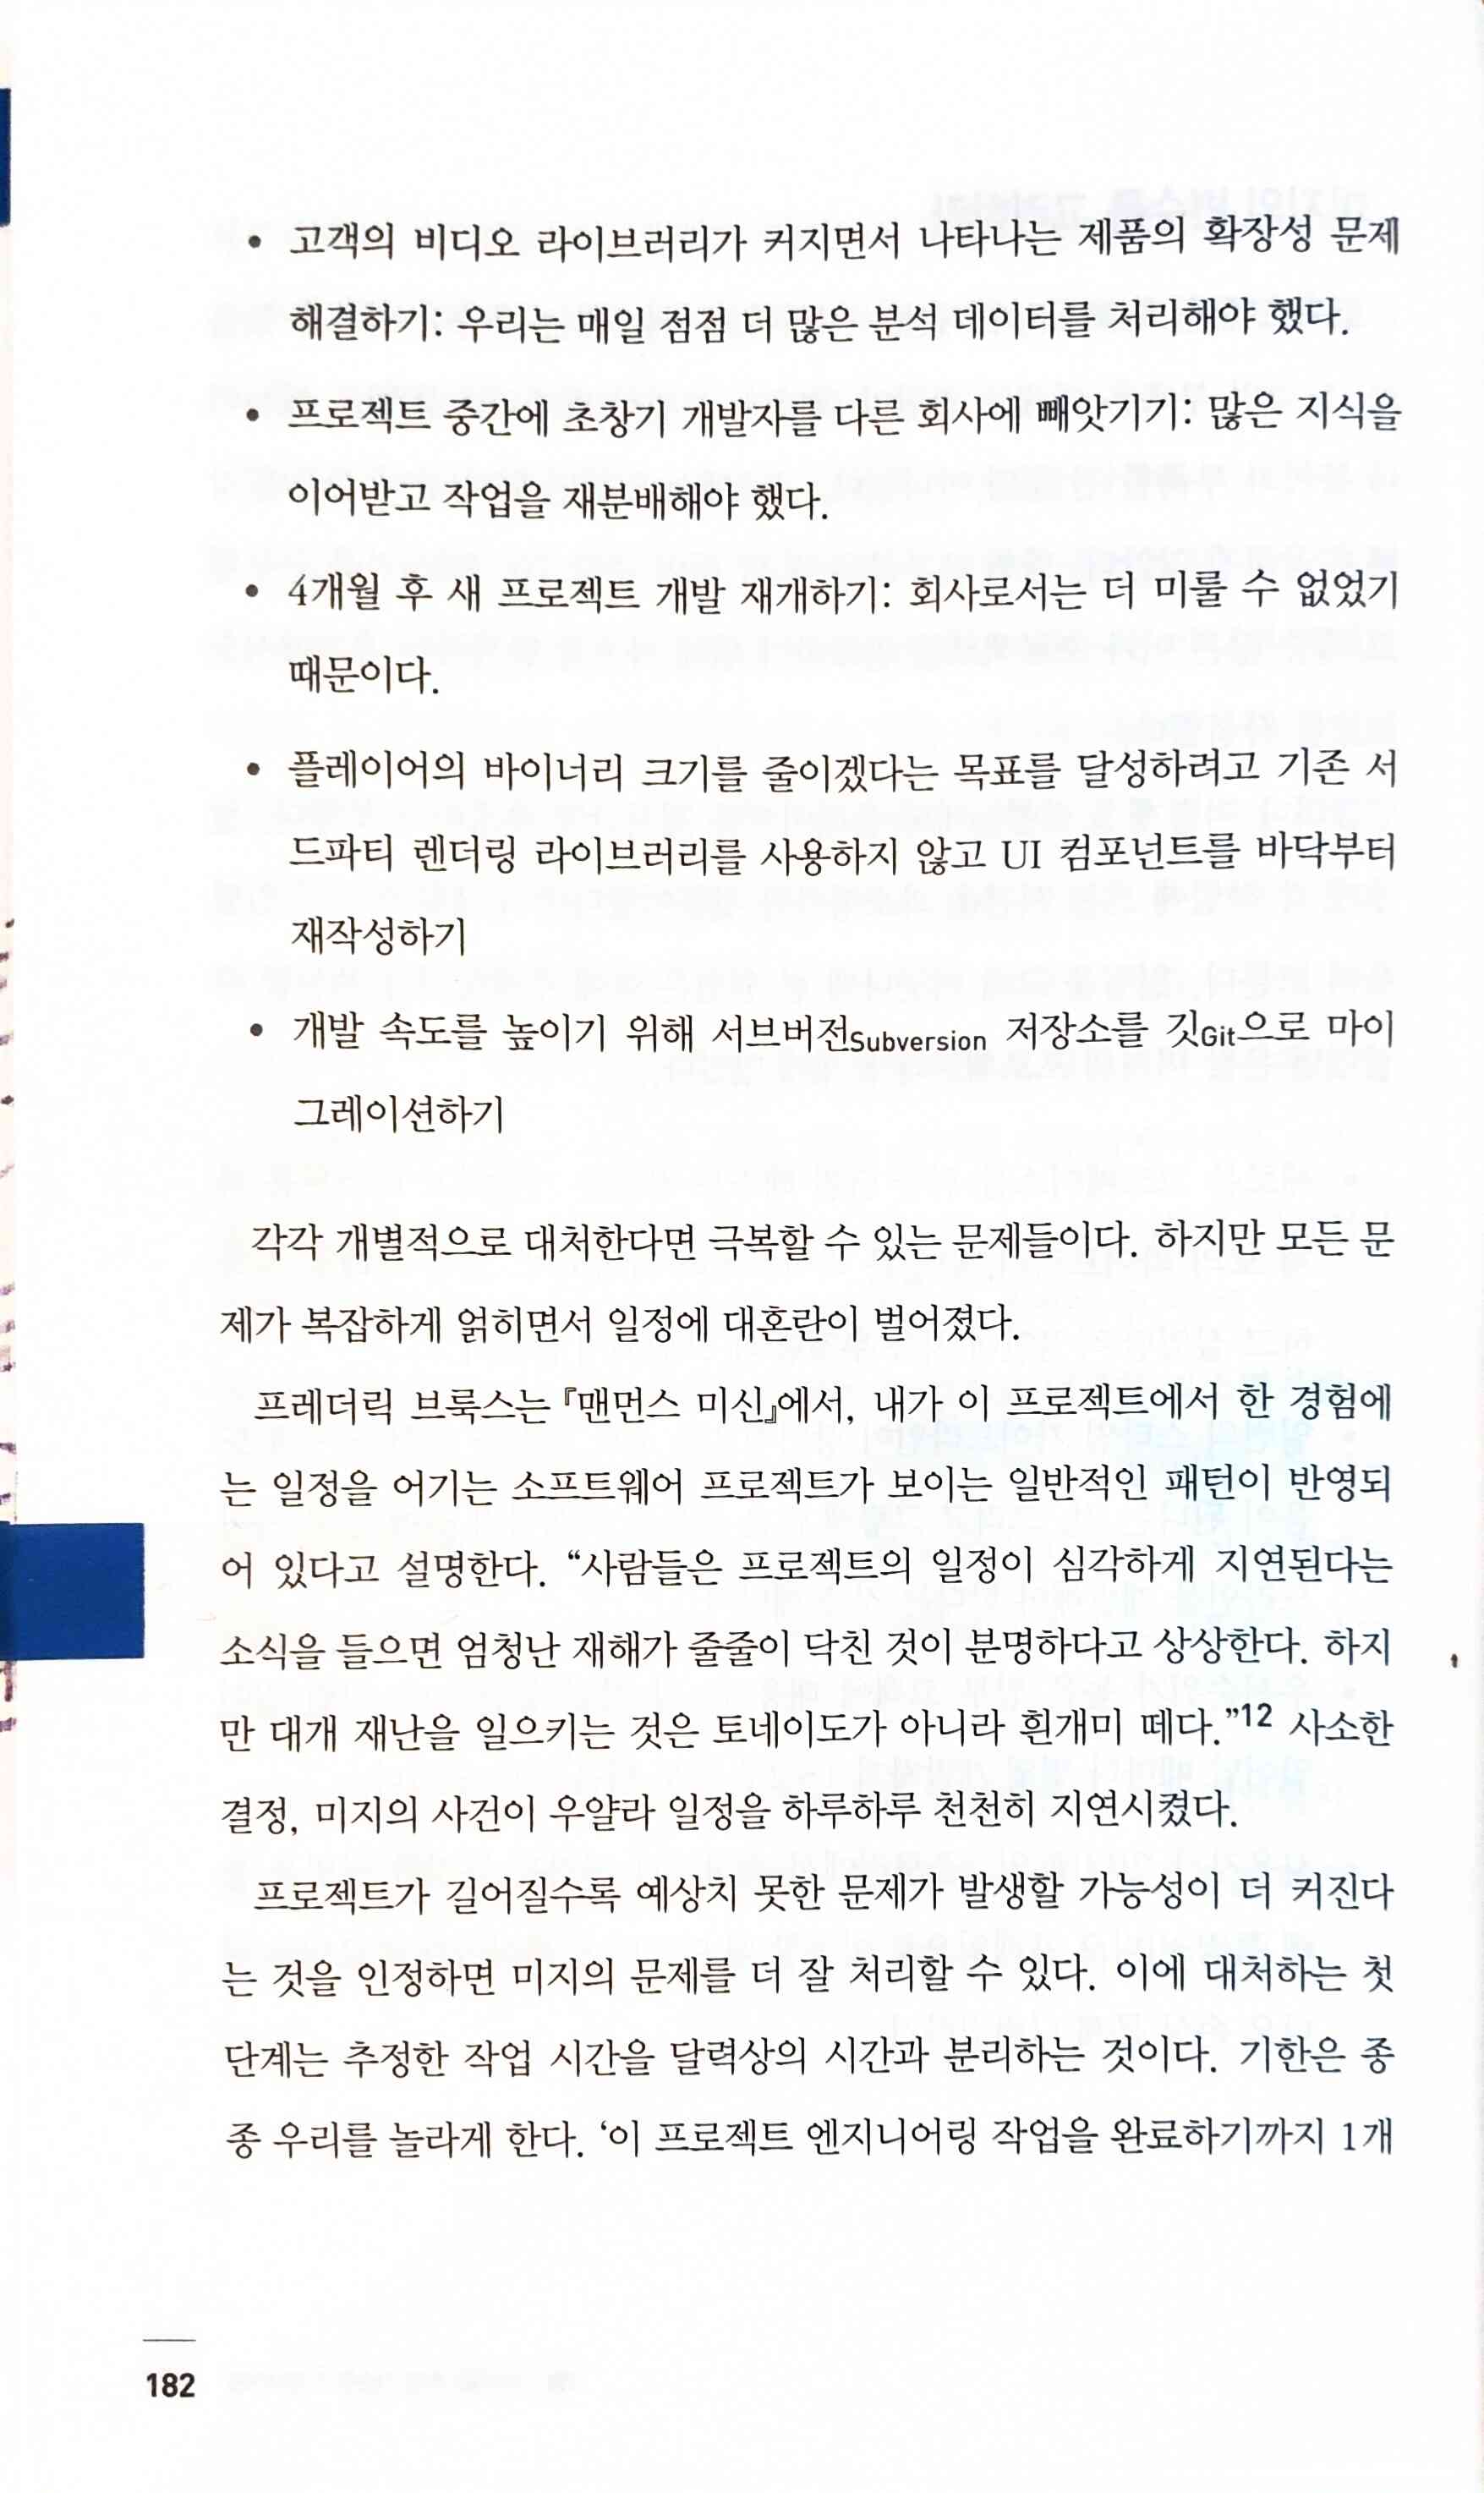 • 고객의 비디오 라이브러리가 커지면서 나타나는 제품의 확장성 문제
해결하기: 우리는 매일 점점 더 많은 분석 데이터를 처리해야 했다.
• 프로젝트 중간에 초창기 개발자를 다른 회사에 빼앗기기: 많은 지식을
이어받고 작업을 재분배해야 했다.
• 4개월 후 새 프로젝트 개발 재개하기: 회사로서는 더 미룰 수 없었기
때문이다.
• 플레이어의 바이너리 크기를 줄이겠다는 목표를 달성하려고 기존 서
드파티 렌더링 라이브러리를 사용하지 않고 UI 컴포넌트를 바닥부터
재작성하기
• 개발 속도를 높이기 위해 서브버전Subversion 저장소를 깃Git으로 마이
그레이션하기
각각 개별적으로 대처한다면 극복할 수 있는 문제들이다. 하지만 모든 문
제가 복잡하게 얽히면서 일정에 대혼란이 벌어졌다.
프레더릭 브룩스는 『맨먼스 미신』에서, 내가 이 프로젝트에서 한 경험에
는 일정을 어기는 소프트웨어 프로젝트가 보이는 일반적인 패턴이 반영되
어 있다고 설명한다. “사람들은 프로젝트의 일정이 심각하게 지연된다는
소식을 들으면 엄청난 재해가 줄줄이 닥친 것이 분명하다고 상상한다. 하지
만 대개 재난을 일으키는 것은 토네이도가 아니라 흰개미 떼다.”12 사소한
결정, 미지의 사건이 우얄라 일정을 하루하루 천천히 지연시켰다.
프로젝트가 길어질수록 예상치 못한 문제가 발생할 가능성이 더 커진다
는 것을 인정하면 미지의 문제를 더 잘 처리할 수 있다. 이에 대처하는 첫
단계는 추정한 작업 시간을 달력상의 시간과 분리하는 것이다. 기한은 종
종 우리를 놀라게 한다. ‘이 프로젝트 엔지니어링 작업을 완료하기까지 1개
182